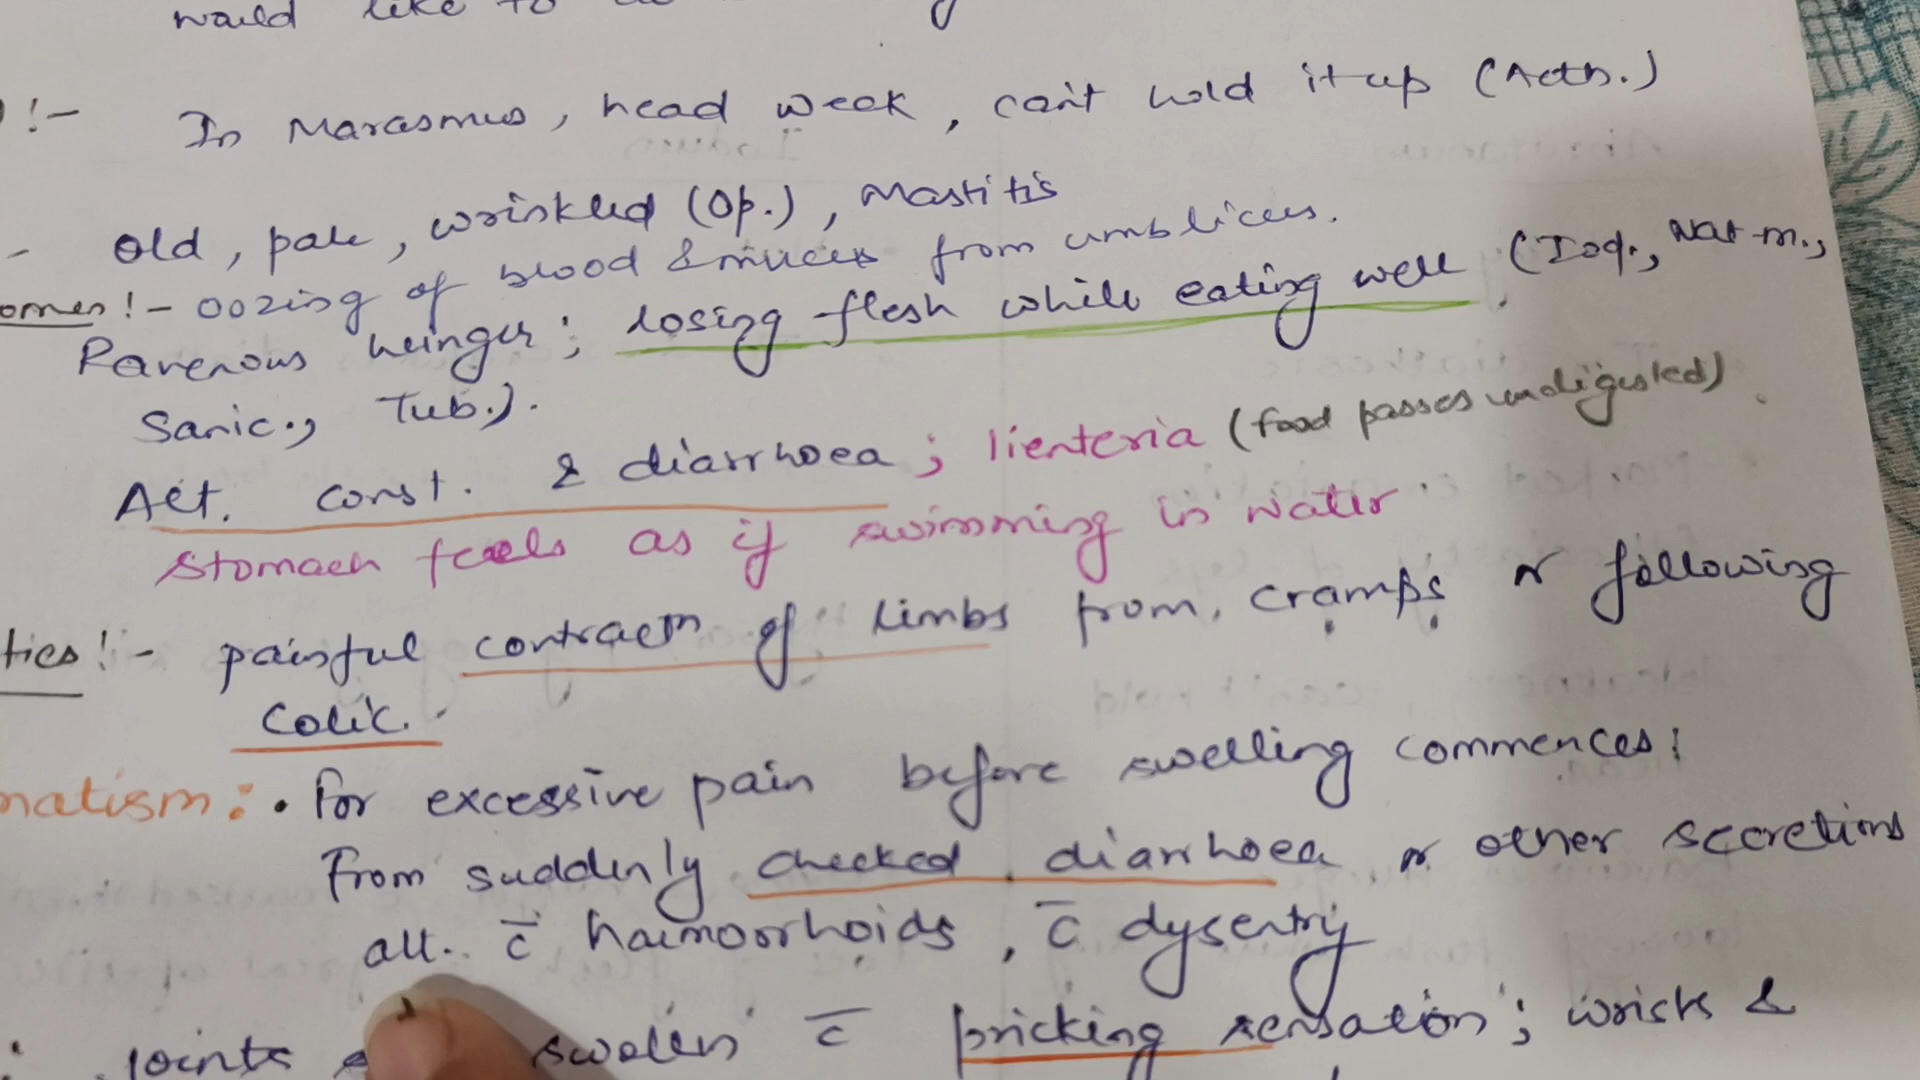 would like to
!- In Marasmus, head weak, can't hold it up (Aeth.)
- Old, pale, wrinkled (Op.), Mastitis
omen!- oozing of blood & mucus from umblicus.
Ravenous hunger; losing flesh while eating well (Iod., Nat-m.,
Sanic., Tub.).
Alt. const. & diarrhoea; lienteria (food passes undigested)
Stomach feels as if swimming in water
ties!- painful contracn of limbs from, cramps or following
Colic.
matism: • For excessive pain before swelling commences;
From suddenly checked diarrhoea or other secretions
alt. c̅ haemorrhoids, c̅ dysentry
: Joints swollen c̅ pricking sensation; wrists &